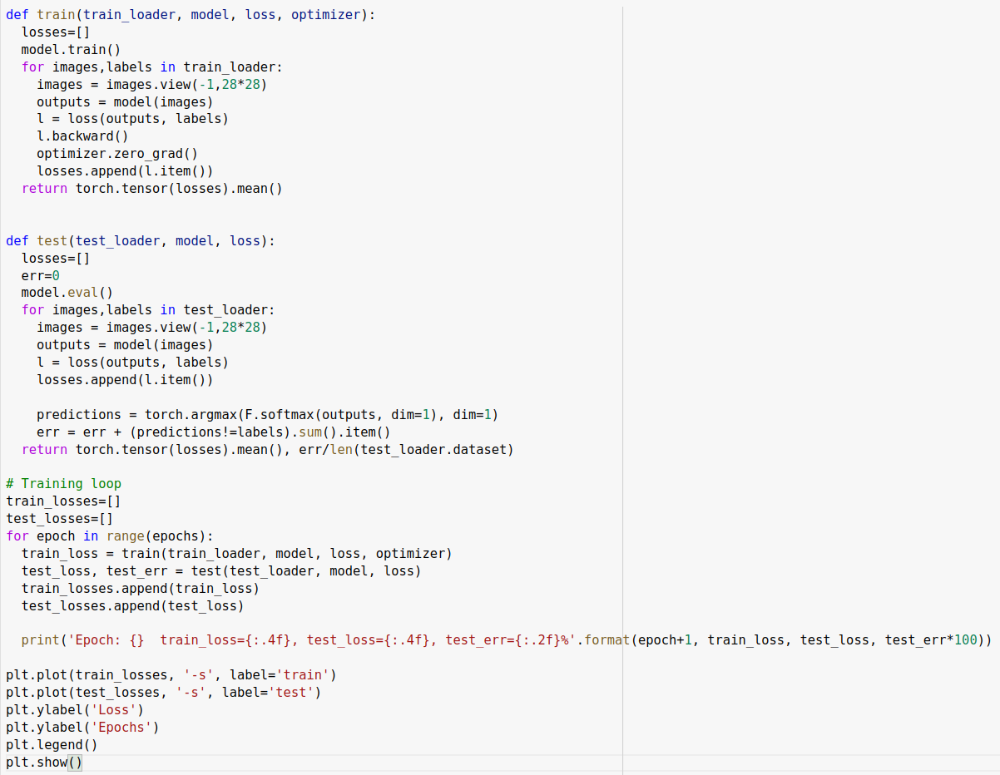 def train(train_loader, model, loss, optimizer):
  losses=[]
  model.train()
  for images,labels in train_loader:
    images = images.view(-1,28*28)
    outputs = model(images)
    l = loss(outputs, labels)
    l.backward()
    optimizer.zero_grad()
    losses.append(l.item())
  return torch.tensor(losses).mean()


def test(test_loader, model, loss):
  losses=[]
  err=0
  model.eval()
  for images,labels in test_loader:
    images = images.view(-1,28*28)
    outputs = model(images)
    l = loss(outputs, labels)
    losses.append(l.item())

    predictions = torch.argmax(F.softmax(outputs, dim=1), dim=1)
    err = err + (predictions!=labels).sum().item()
  return torch.tensor(losses).mean(), err/len(test_loader.dataset)

# Training loop
train_losses=[]
test_losses=[]
for epoch in range(epochs):
  train_loss = train(train_loader, model, loss, optimizer)
  test_loss, test_err = test(test_loader, model, loss)
  train_losses.append(train_loss)
  test_losses.append(test_loss)

  print('Epoch: {}  train_loss={:.4f}, test_loss={:.4f}, test_err={:.2f}%'.format(epoch+1, train_loss, test_loss, test_err*100))

plt.plot(train_losses, '-s', label='train')
plt.plot(test_losses, '-s', label='test')
plt.ylabel('Loss')
plt.ylabel('Epochs')
plt.legend()
plt.show()